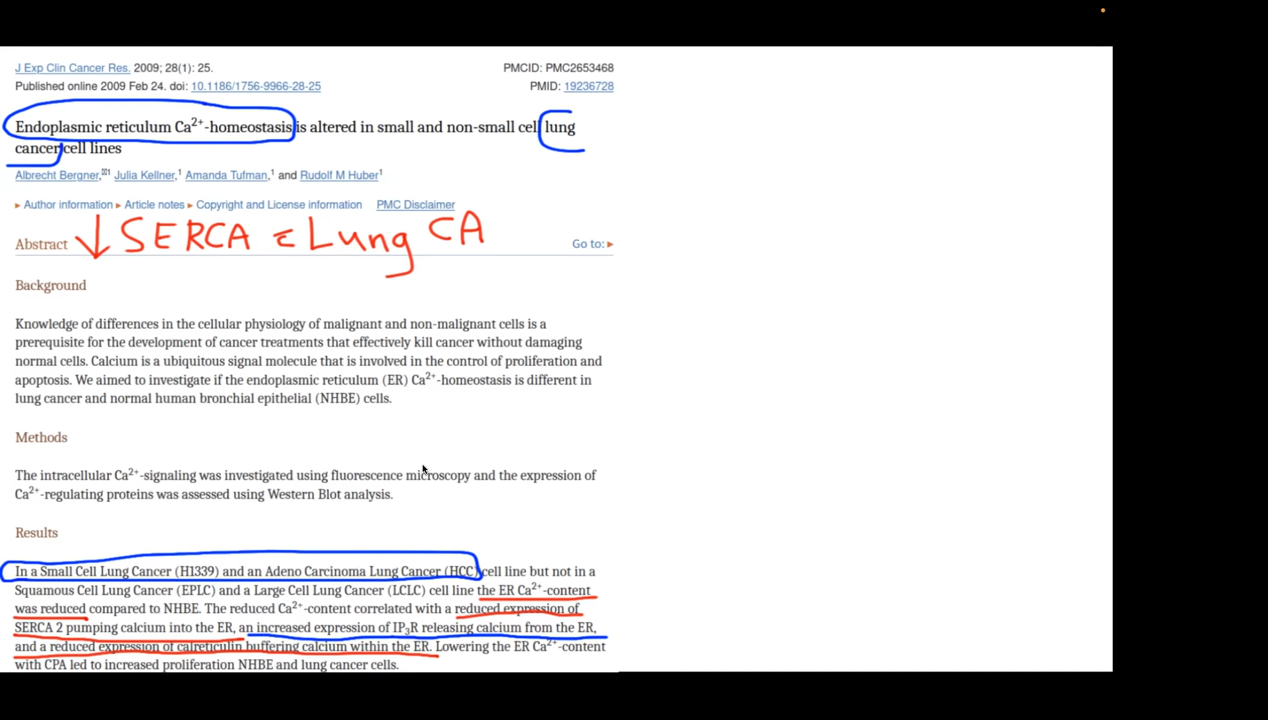 J Exp Clin Cancer Res. 2009; 28(1): 25. PMCID: PMC2653468
Published online 2009 Feb 24. doi: 10.1186/1756-9966-28-25 PMID: 19236728
Endoplasmic reticulum Ca2+-homeostasis is altered in small and non-small cell lung
cancer cell lines
Albrecht Bergner,✉1 Julia Kellner,1 Amanda Tufman,1 and Rudolf M Huber1
▸ Author information ▸ Article notes ▸ Copyright and License information PMC Disclaimer
↓ SERCA c̄ Lung CA
Abstract Go to: ▸
Background
Knowledge of differences in the cellular physiology of malignant and non-malignant cells is a
prerequisite for the development of cancer treatments that effectively kill cancer without damaging
normal cells. Calcium is a ubiquitous signal molecule that is involved in the control of proliferation and
apoptosis. We aimed to investigate if the endoplasmic reticulum (ER) Ca2+-homeostasis is different in
lung cancer and normal human bronchial epithelial (NHBE) cells.
Methods
The intracellular Ca2+-signaling was investigated using fluorescence microscopy and the expression of
Ca2+-regulating proteins was assessed using Western Blot analysis.
Results
In a Small Cell Lung Cancer (H1339) and an Adeno Carcinoma Lung Cancer (HCC) cell line but not in a
Squamous Cell Lung Cancer (EPLC) and a Large Cell Lung Cancer (LCLC) cell line the ER Ca2+-content
was reduced compared to NHBE. The reduced Ca2+-content correlated with a reduced expression of
SERCA 2 pumping calcium into the ER, an increased expression of IP3R releasing calcium from the ER,
and a reduced expression of calreticulin buffering calcium within the ER. Lowering the ER Ca2+-content
with CPA led to increased proliferation NHBE and lung cancer cells.